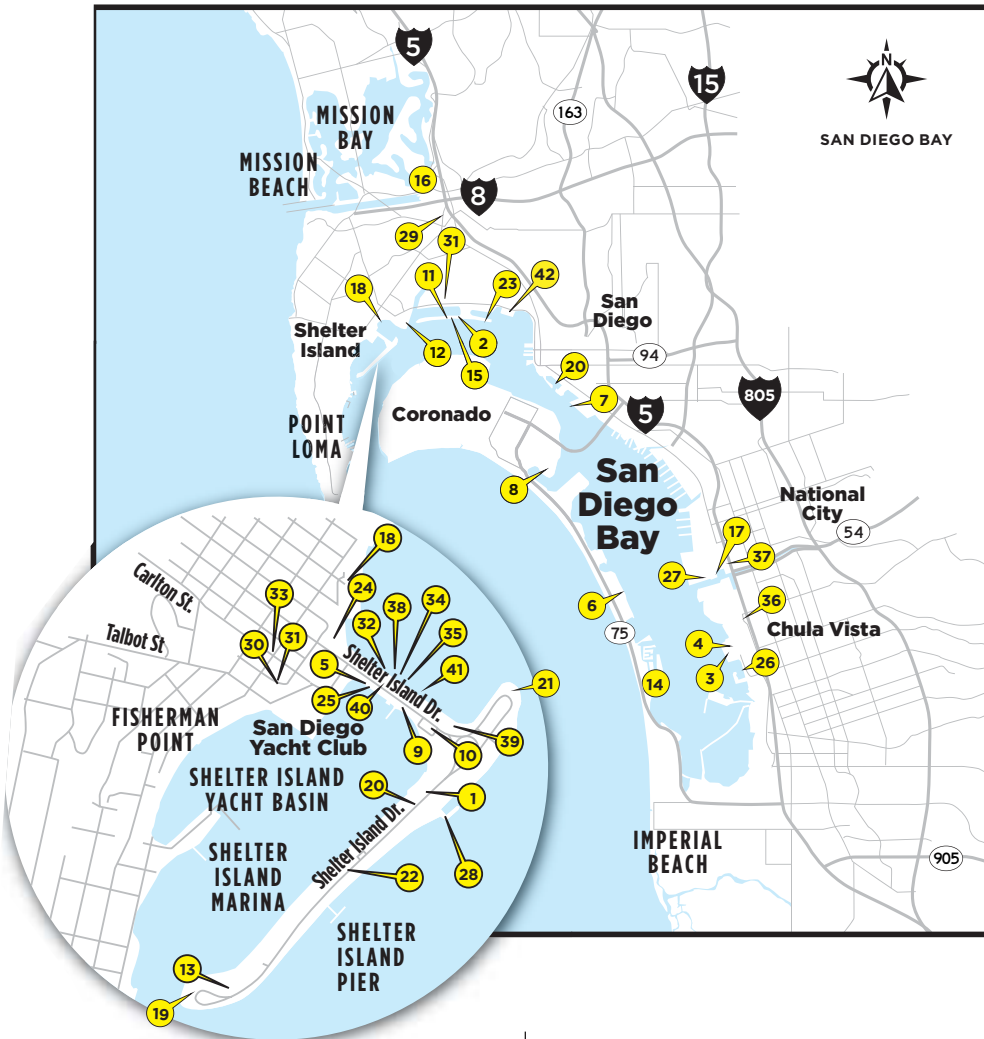 5
15
163
N
SAN DIEGO BAY
MISSION
BAY
MISSION
BEACH
16
8
29
31
11
23
42
18
San
Diego
Shelter
Island
12
2
15
94
20
7
5
805
Coronado
POINT
LOMA
8
San
Diego
Bay
National
City
54
17
37
27
36
6
75
Chula Vista
4
26
3
14
IMPERIAL
BEACH
905
18
Carlton St.
33
24
38
34
32
35
Talbot St
30
31
5
Shelter Island Dr.
41
21
25
40
FISHERMAN
POINT
San Diego
Yacht Club
9
10
39
SHELTER ISLAND
YACHT BASIN
20
1
Shelter Island Dr.
SHELTER
ISLAND
MARINA
22
28
SHELTER
ISLAND
PIER
13
19